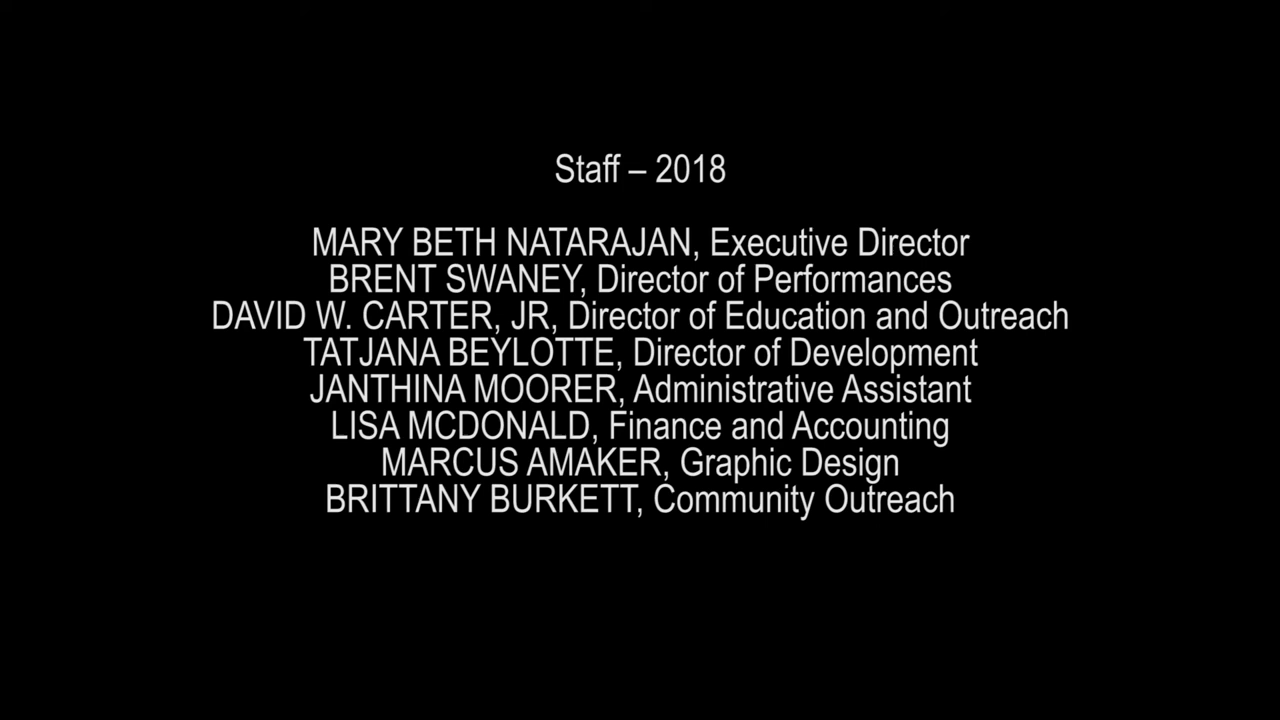 Staff – 2018
MARY BETH NATARAJAN, Executive Director
BRENT SWANEY, Director of Performances
DAVID W. CARTER, JR, Director of Education and Outreach
TATJANA BEYLOTTE, Director of Development
JANTHINA MOORER, Administrative Assistant
LISA MCDONALD, Finance and Accounting
MARCUS AMAKER, Graphic Design
BRITTANY BURKETT, Community Outreach